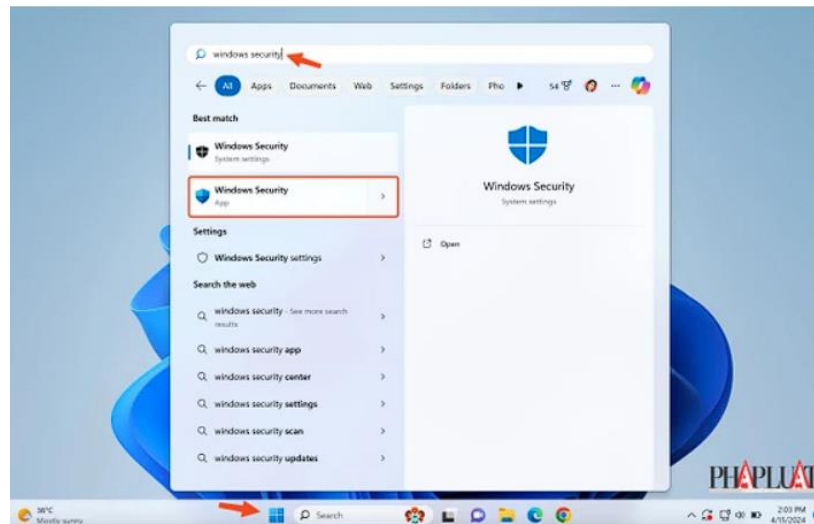 windows security
All Apps Documents Web Settings Folders Pho 54
Best match
Windows Security
System settings
Windows Security
App
Windows Security
System settings
Open
Settings
Windows Security settings
Search the web
windows security - See more search
results
windows security app
windows security center
windows security settings
windows security scan
windows security updates
PHAPLUAT
36°C
Mostly sunny
Search
2:03 PM
4/15/2024